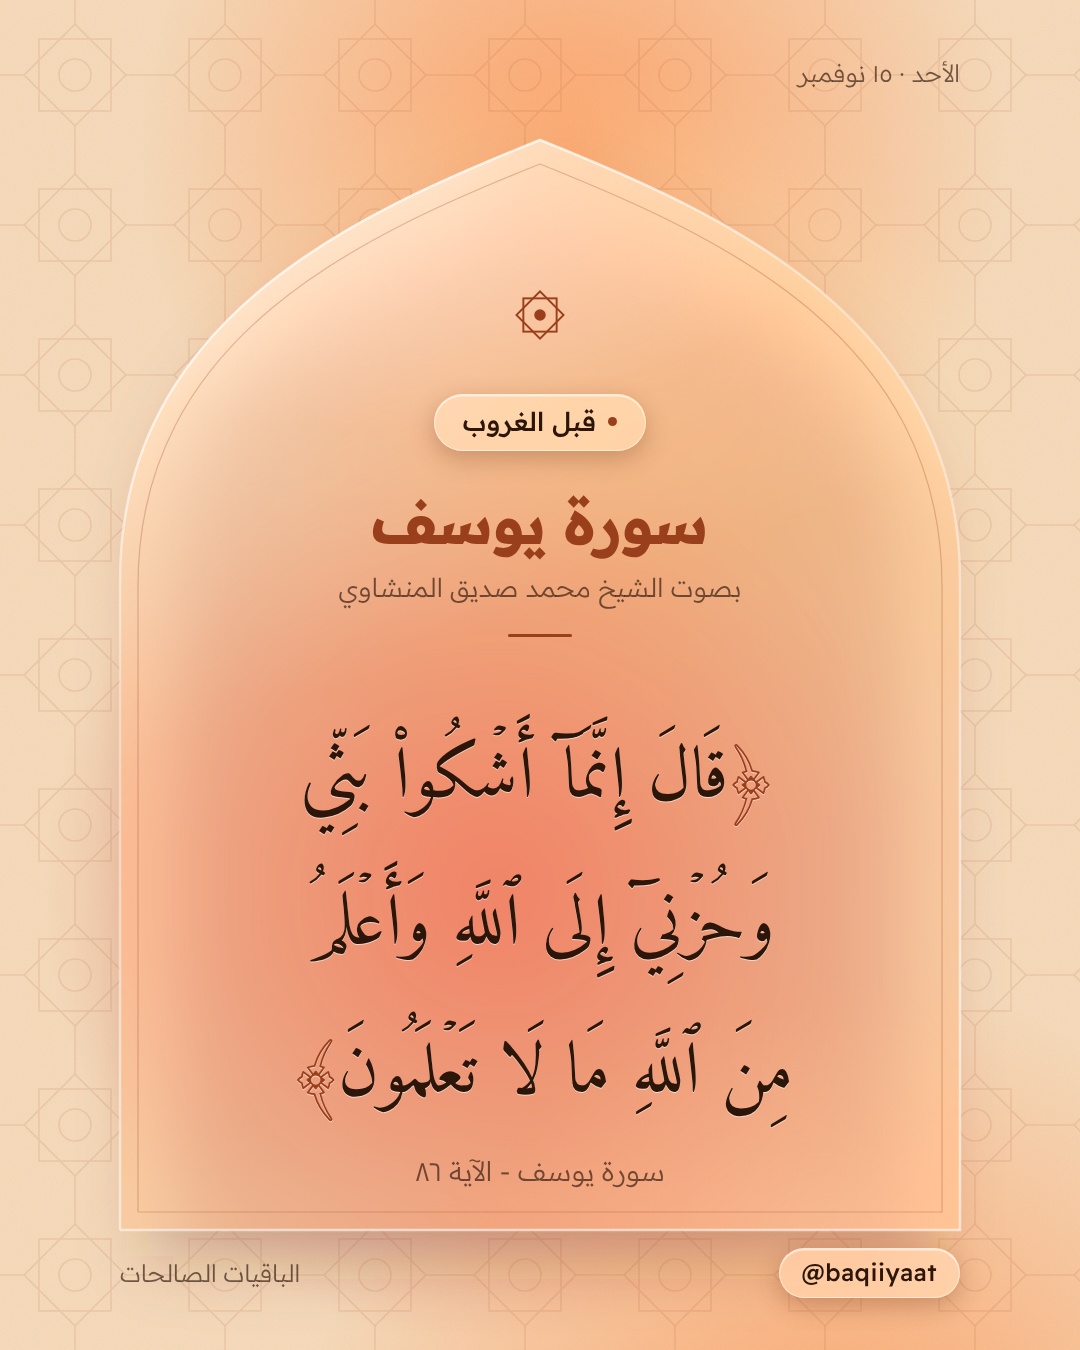 الأحد · ١٥ نوفمبر
قبل الغروب
سورة يوسف
بصوت الشيخ محمد صديق المنشاوي
﴿قَالَ إِنَّمَآ أَشۡكُواْ بَثِّي
وَحُزۡنِيٓ إِلَى ٱللَّهِ وَأَعۡلَمُ
مِنَ ٱللَّهِ مَا لَا تَعۡلَمُونَ﴾
سورة يوسف - الآية ٨٦
@baqiiyaat
الباقيات الصالحات